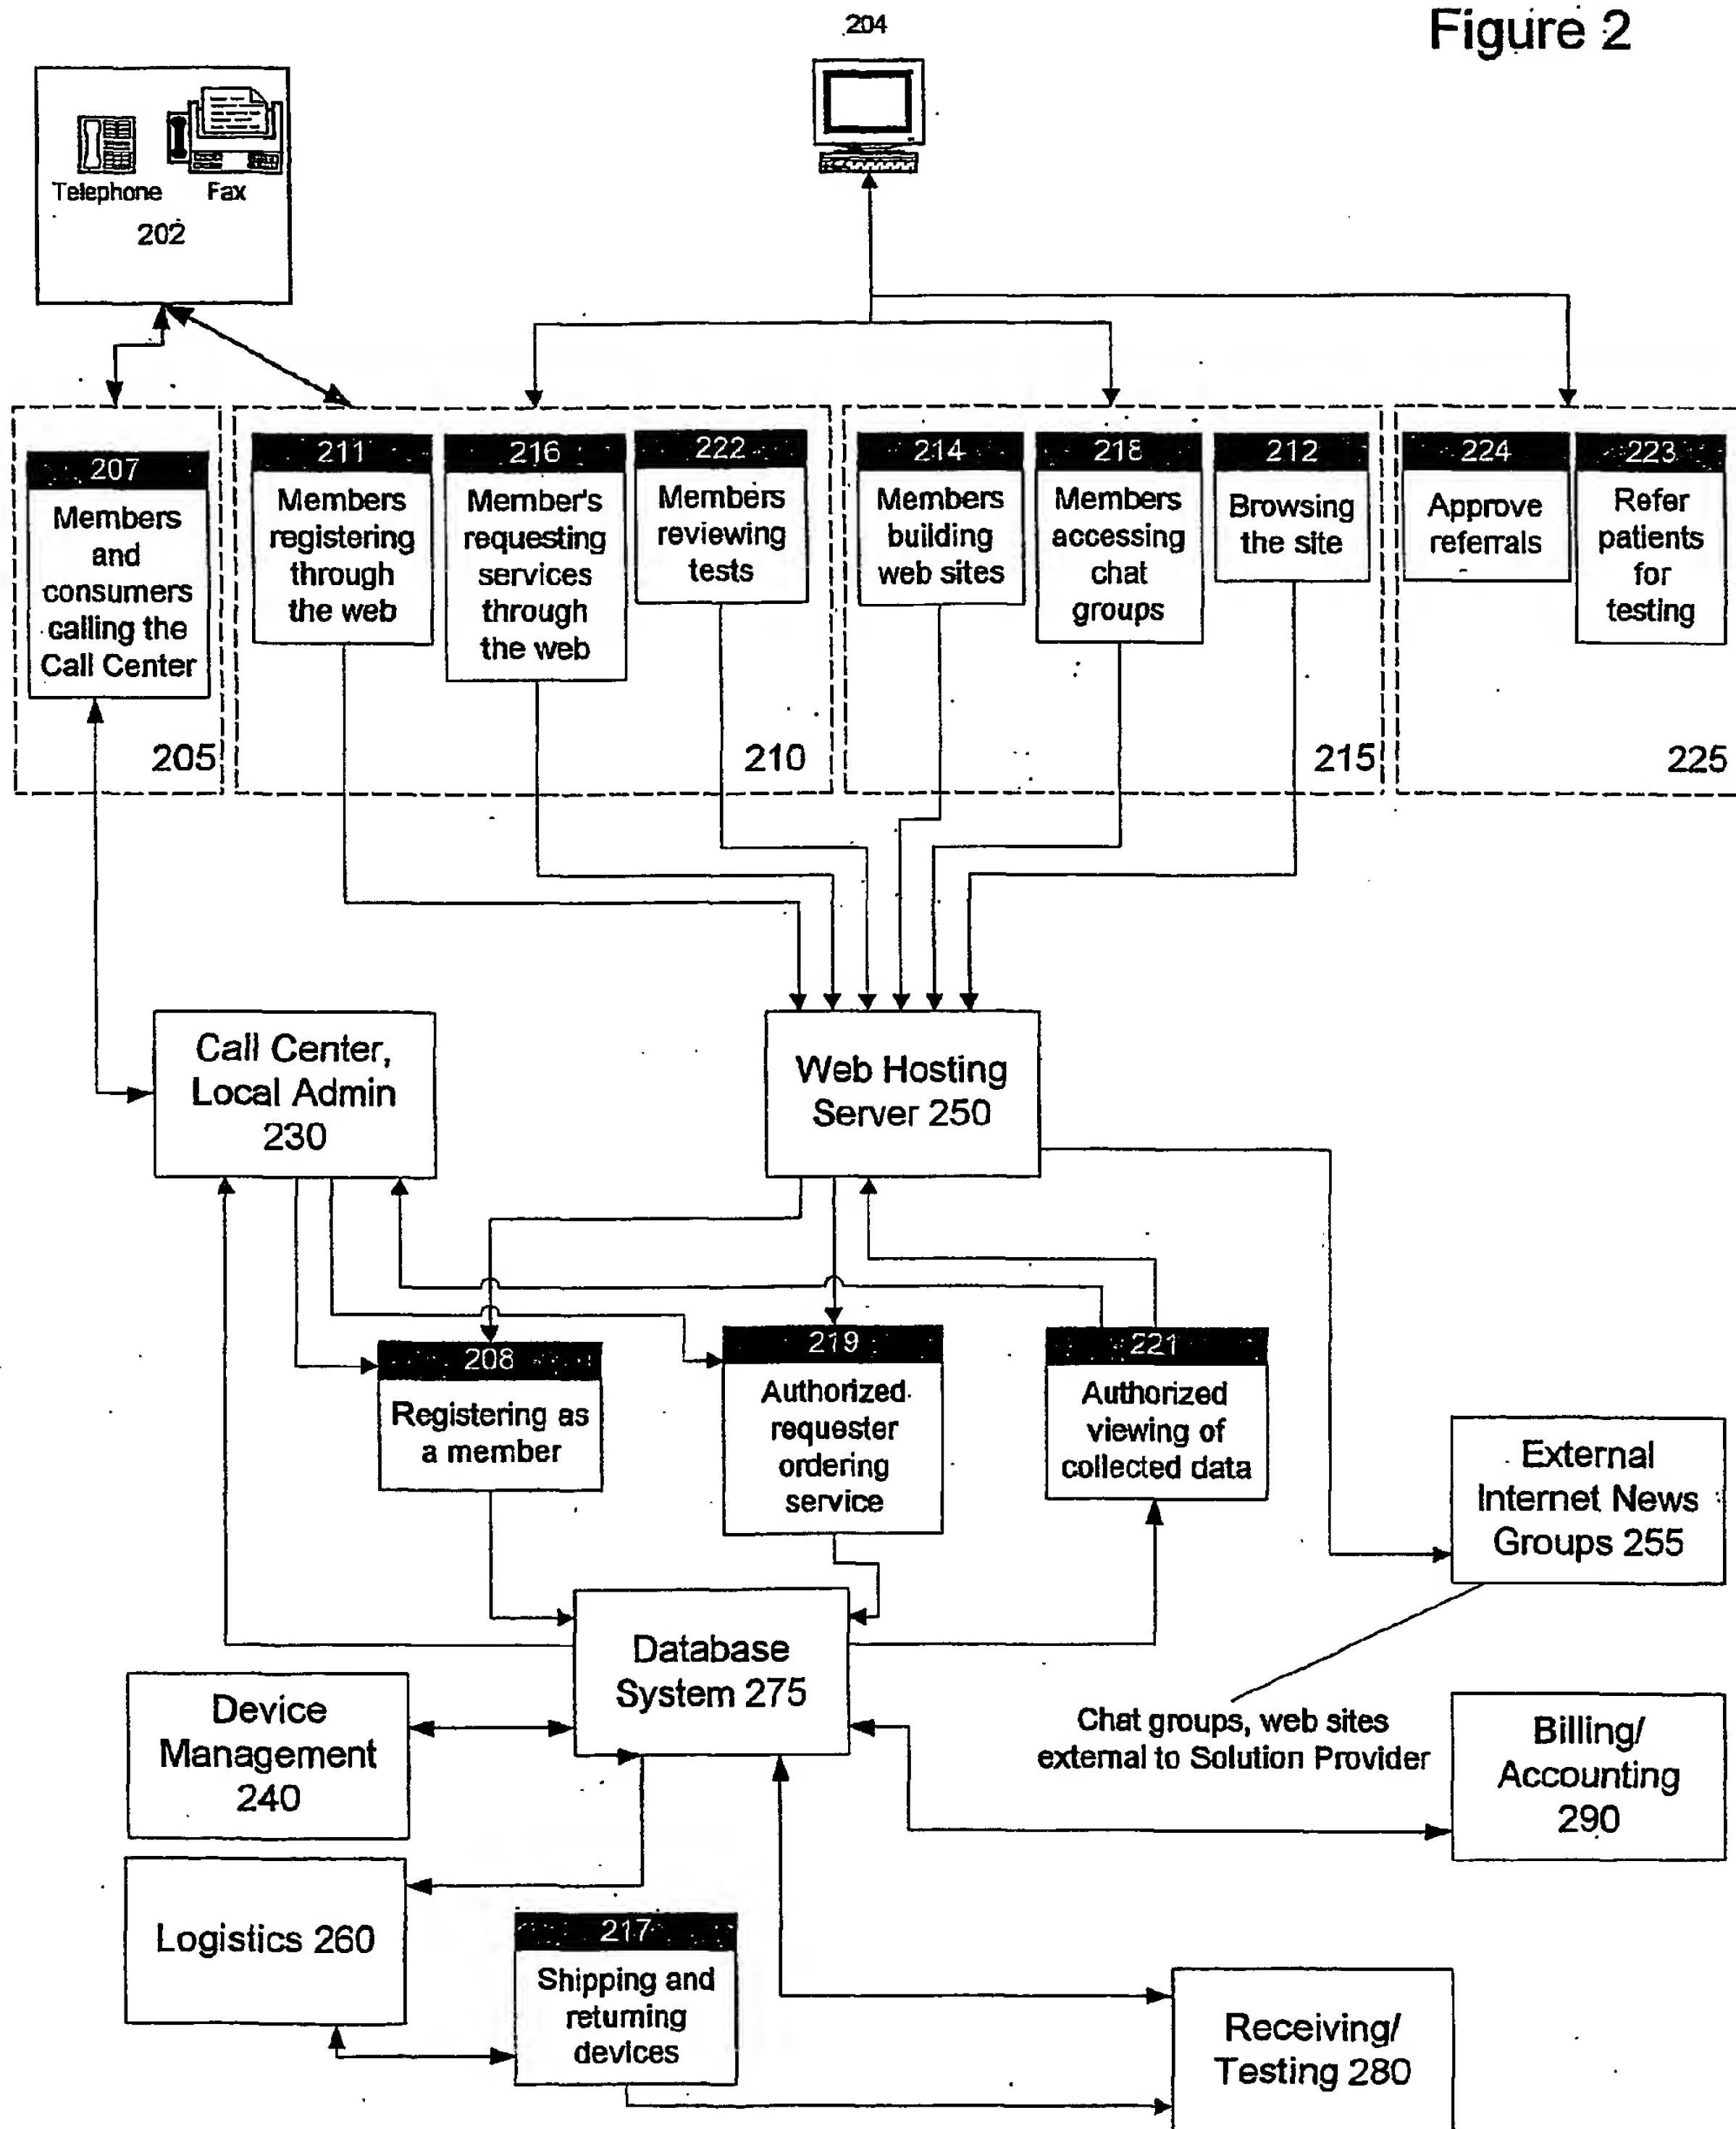 Figure 2
204
Telephone Fax
202
207
Members
and
consumers
calling the
Call Center
205
211
Members
registering
through
the web
216
Member's
requesting
services
through
the web
222
Members
reviewing
tests
210
214
Members
building
web sites
218
Members
accessing
chat
groups
212
Browsing
the site
215
224
Approve
referrals
223
Refer
patients
for
testing
225
Call Center,
Local Admin
230
Web Hosting
Server 250
208
Registering as
a member
219
Authorized
requester
ordering
service
221
Authorized
viewing of
collected data
External
Internet News
Groups 255
Database
System 275
Device
Management
240
Chat groups, web sites
external to Solution Provider
Billing/
Accounting
290
Logistics 260
217
Shipping and
returning
devices
Receiving/
Testing 280